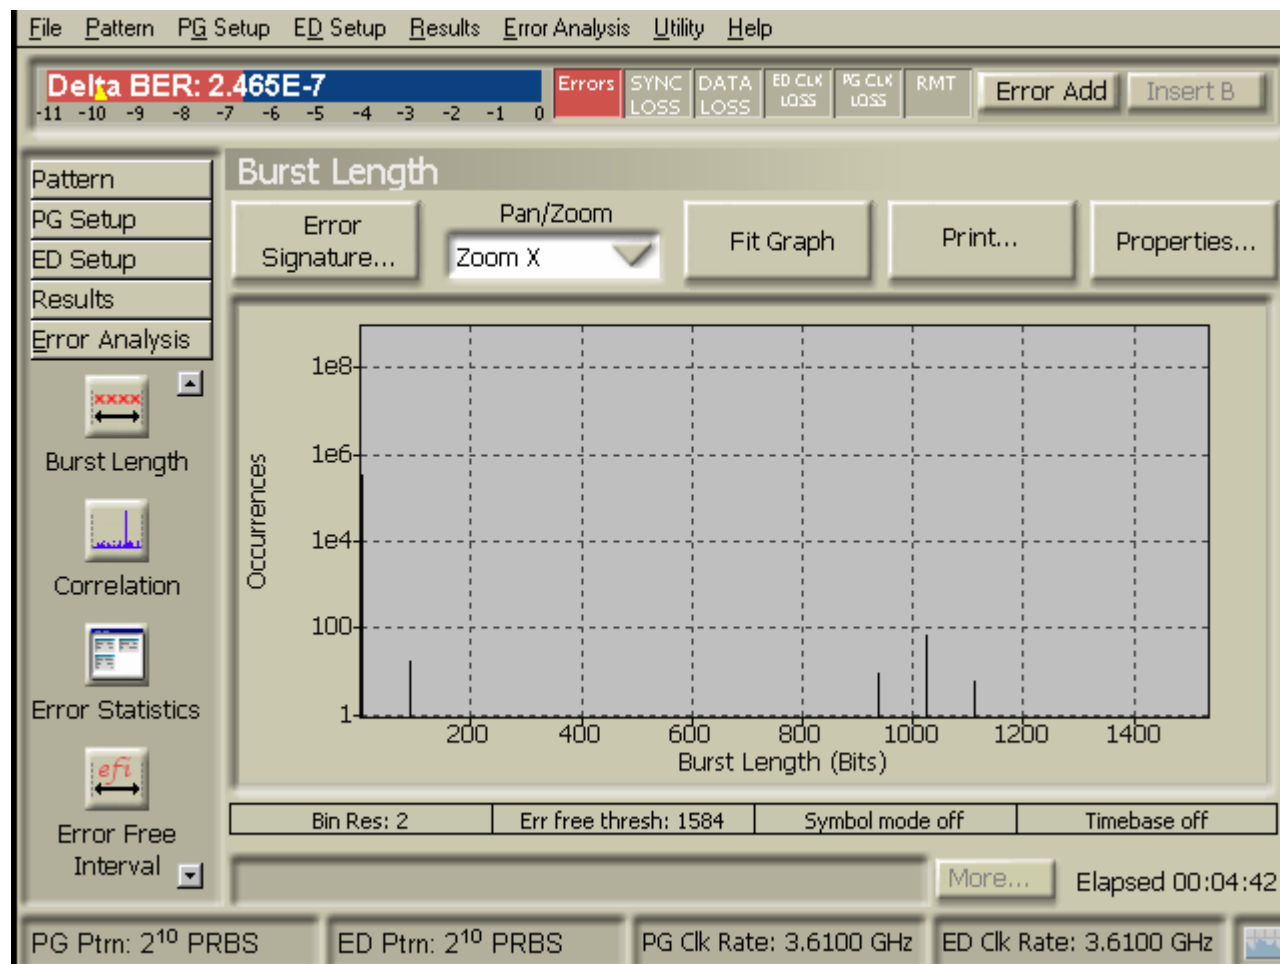 File Pattern PG Setup ED Setup Results Error Analysis Utility Help
Delta BER: 2.465E-7
-11 -10 -9 -8 -7 -6 -5 -4 -3 -2 -1 0
Errors
SYNC LOSS
DATA LOSS
ED CLK LOSS
PG CLK LOSS
RMT
Error Add
Insert B
Pattern
PG Setup
ED Setup
Results
Error Analysis
Burst Length
Correlation
Error Statistics
efi
Error Free
Interval
Burst Length
Error
Signature...
Pan/Zoom
Zoom X
Fit Graph
Print...
Properties...
Occurrences
1e8
1e6
1e4
100
1
200 400 600 800 1000 1200 1400
Burst Length (Bits)
Bin Res: 2
Err free thresh: 1584
Symbol mode off
Timebase off
More...
Elapsed 00:04:42
PG Ptrn: 2¹⁰ PRBS
ED Ptrn: 2¹⁰ PRBS
PG Clk Rate: 3.6100 GHz
ED Clk Rate: 3.6100 GHz